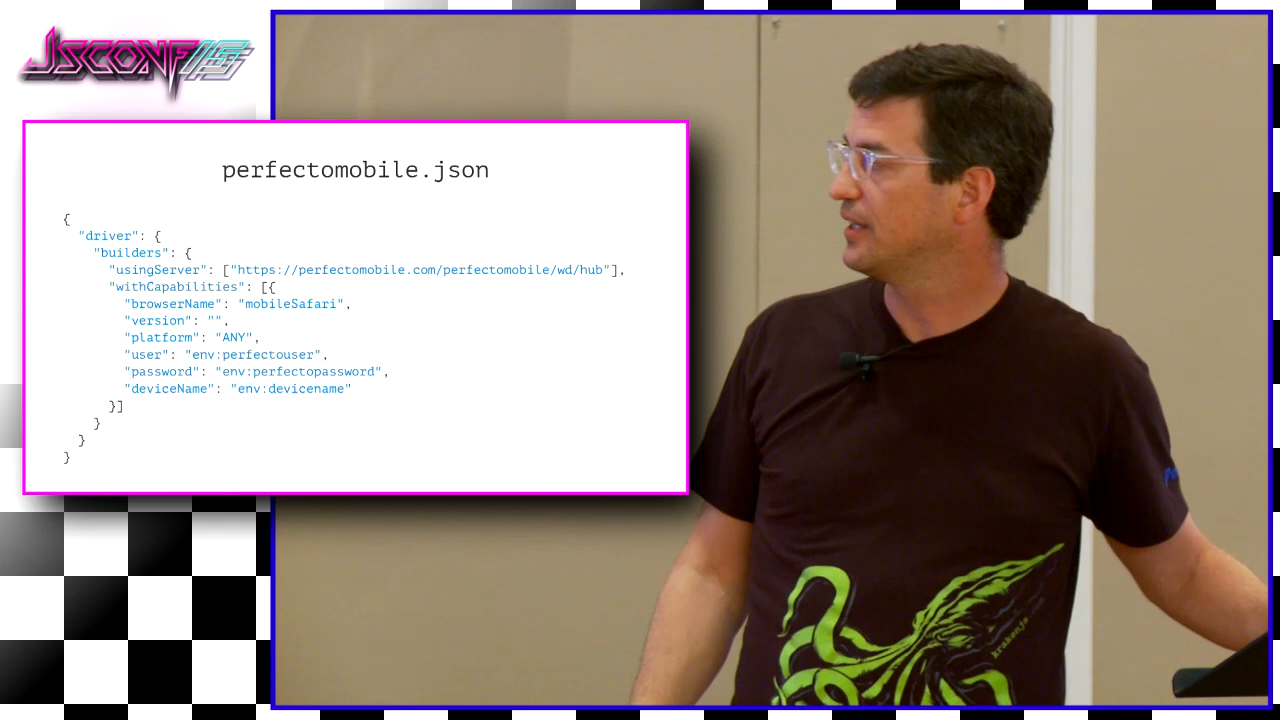 JSCONF15
perfectomobile.json
{
"driver": {
"builders": {
"usingServer": ["https://perfectomobile.com/perfectomobile/wd/hub"],
"withCapabilities": [{
"browserName": "mobileSafari",
"version": "",
"platform": "ANY",
"user": "env:perfectouser",
"password": "env:perfectopassword",
"deviceName": "env:devicename"
}]
}
}
}